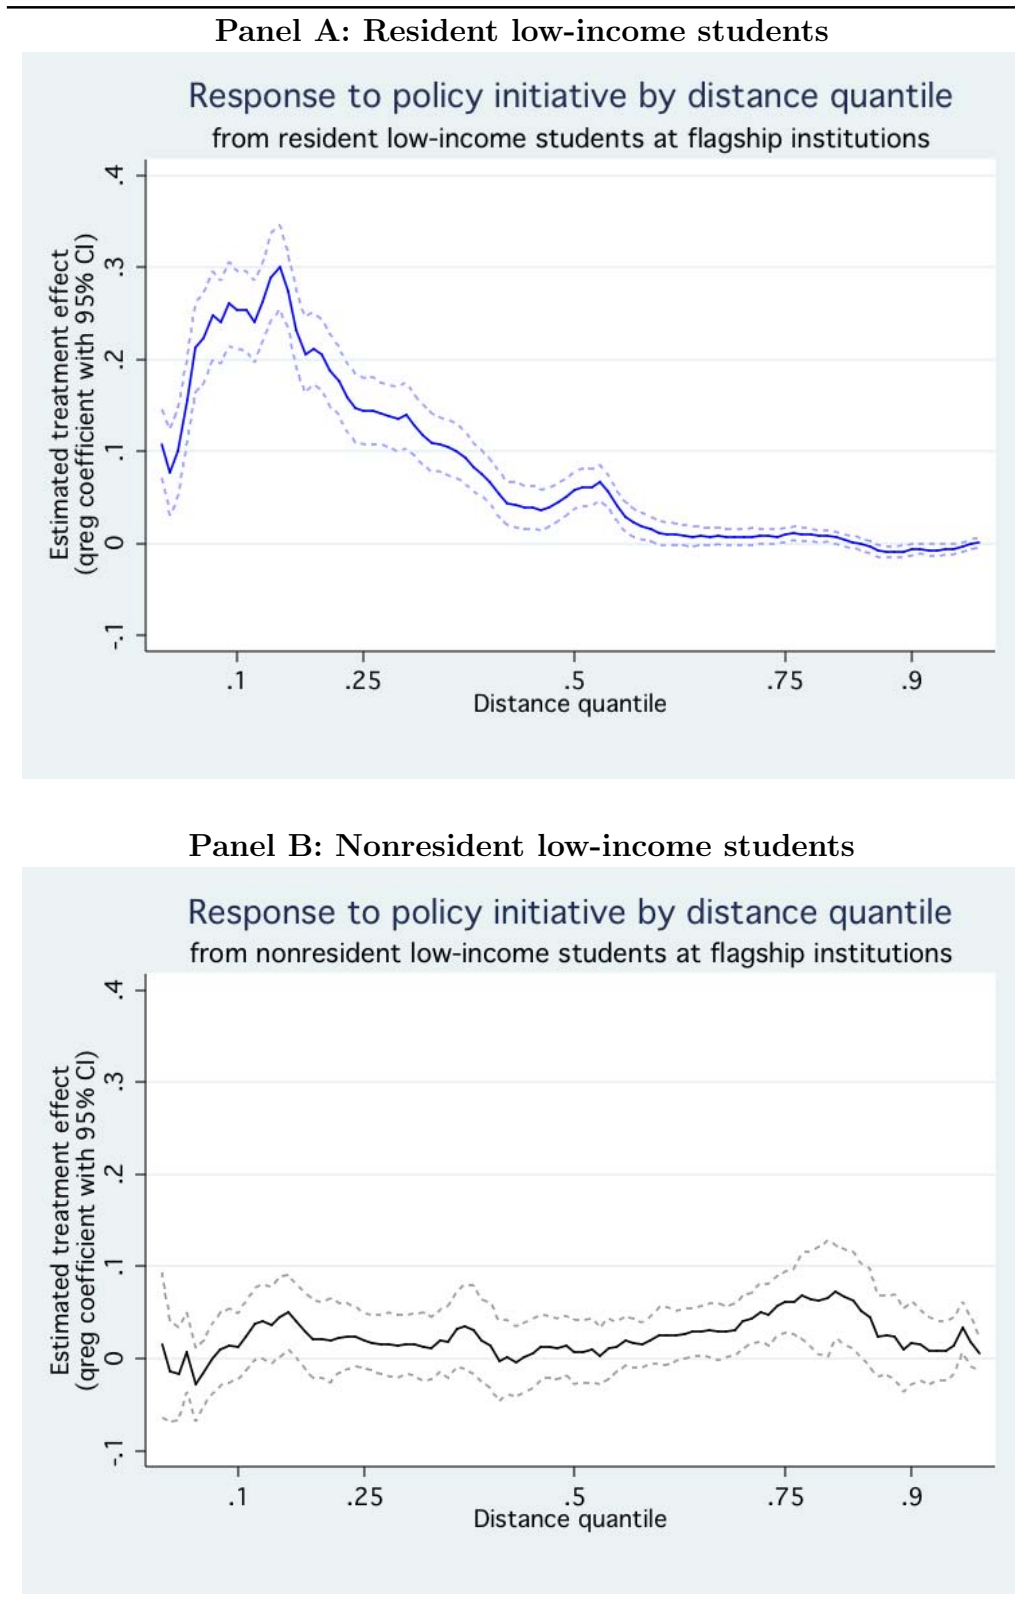 Panel A: Resident low-income students
Response to policy initiative by distance quantile
from resident low-income students at flagship institutions
Estimated treatment effect
(qreg coefficient with 95% CI)
.4
.3
.2
.1
0
-.1
.1 .25 .5 .75 .9
Distance quantile
Panel B: Nonresident low-income students
Response to policy initiative by distance quantile
from nonresident low-income students at flagship institutions
Estimated treatment effect
(qreg coefficient with 95% CI)
.4
.3
.2
.1
0
-.1
.1 .25 .5 .75 .9
Distance quantile